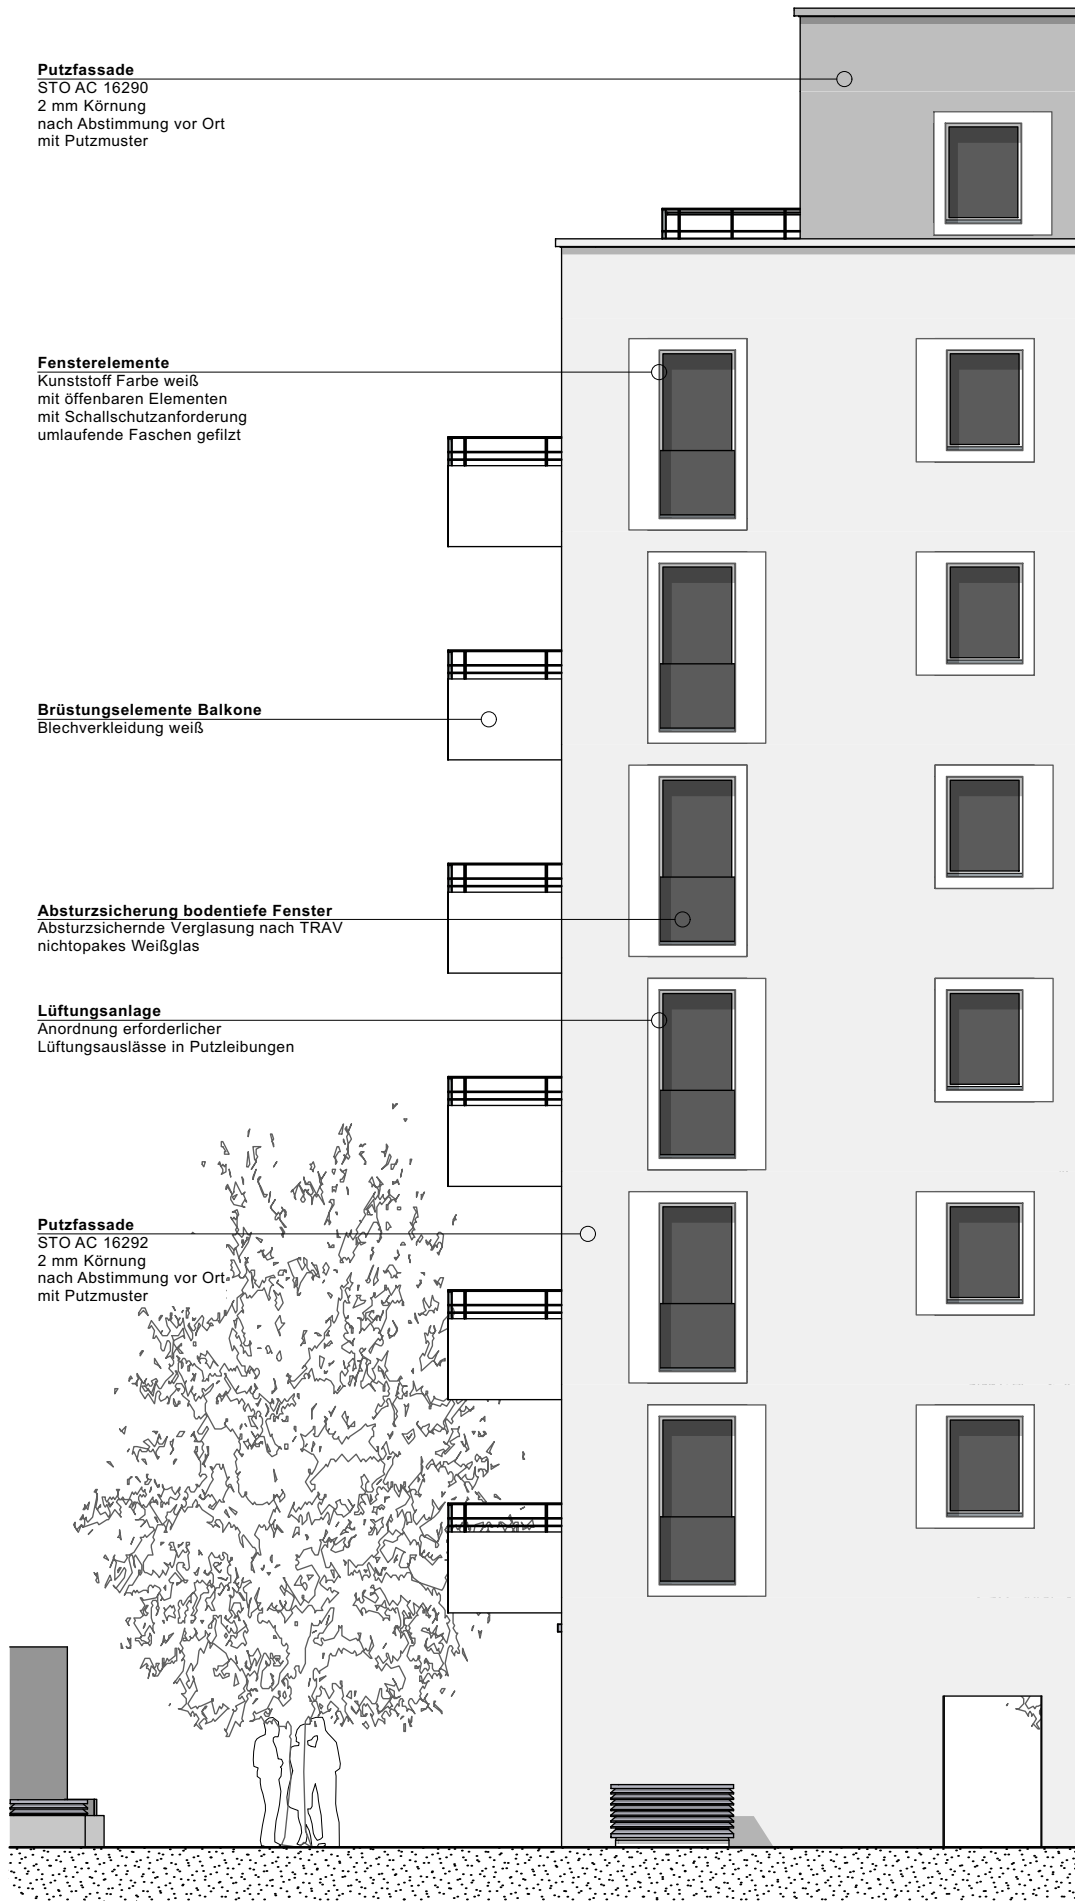 Putzfassade
STO AC 16290
2 mm Körnung
nach Abstimmung vor Ort
mit Putzmuster
Fensterelemente
Kunststoff Farbe weiß
mit öffenbaren Elementen
mit Schallschutzanforderung
umlaufende Faschen gefilzt
Brüstungselemente Balkone
Blechverkleidung weiß
Absturzsicherung bodentiefe Fenster
Absturzsichernde Verglasung nach TRAV
nichtopakes Weißglas
Lüftungsanlage
Anordnung erforderlicher
Lüftungsauslässe in Putzleibungen
Putzfassade
STO AC 16292
2 mm Körnung
nach Abstimmung vor Ort
mit Putzmuster